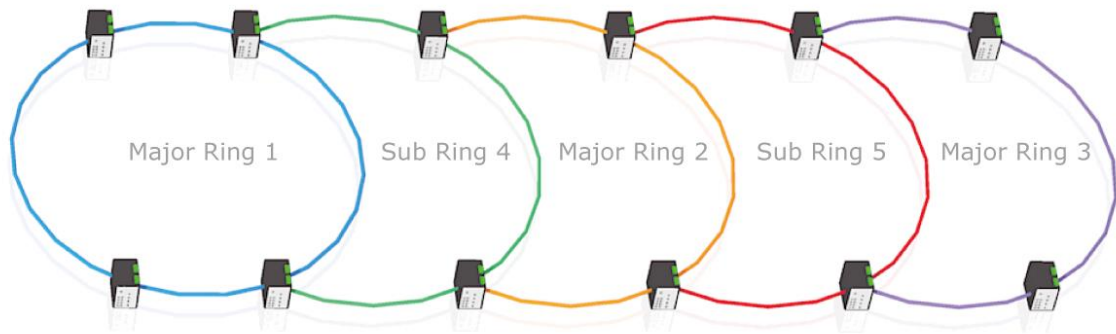 Major Ring 1
Sub Ring 4
Major Ring 2
Sub Ring 5
Major Ring 3